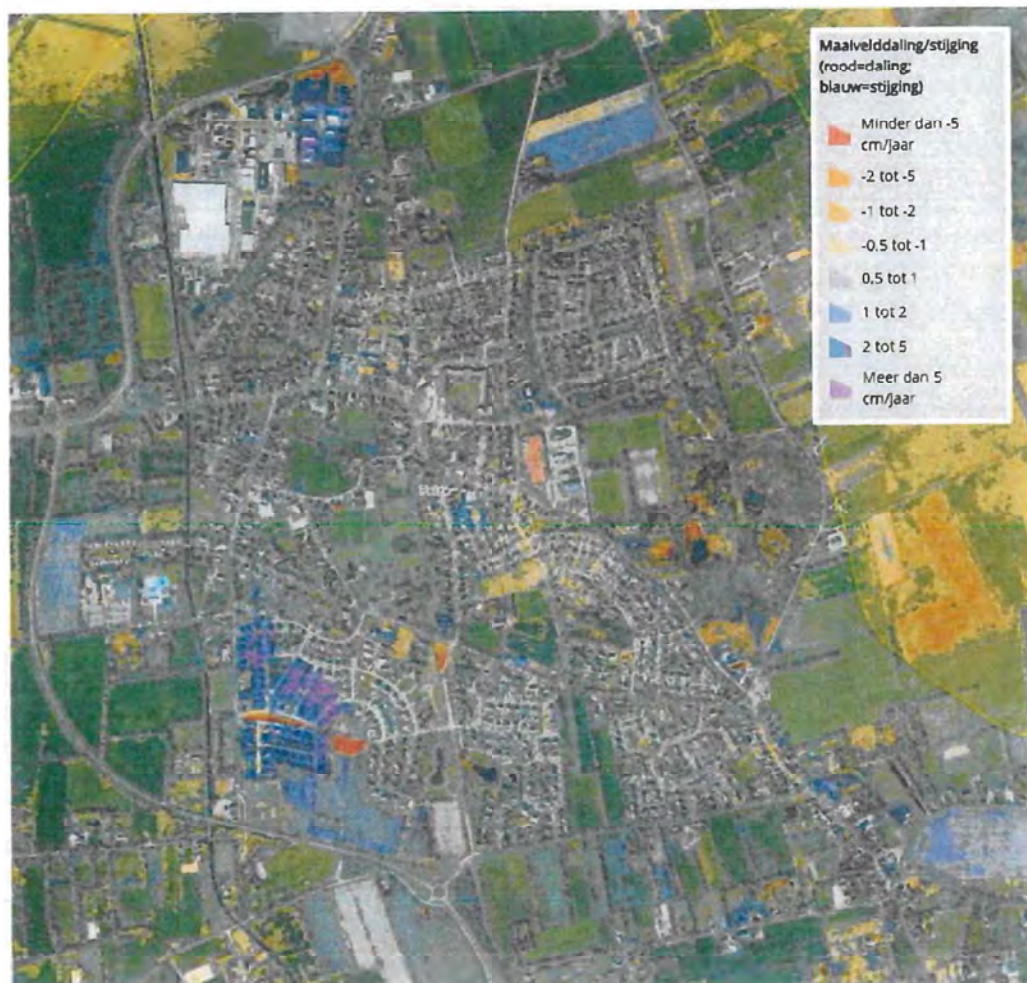 Maaivelddaling/stijging
(rood=daling;
blauw=stijging)
Minder dan -5
cm/jaar
-2 tot -5
-1 tot -2
-0.5 tot -1
0,5 tot 1
1 tot 2
2 tot 5
Meer dan 5
cm/jaar